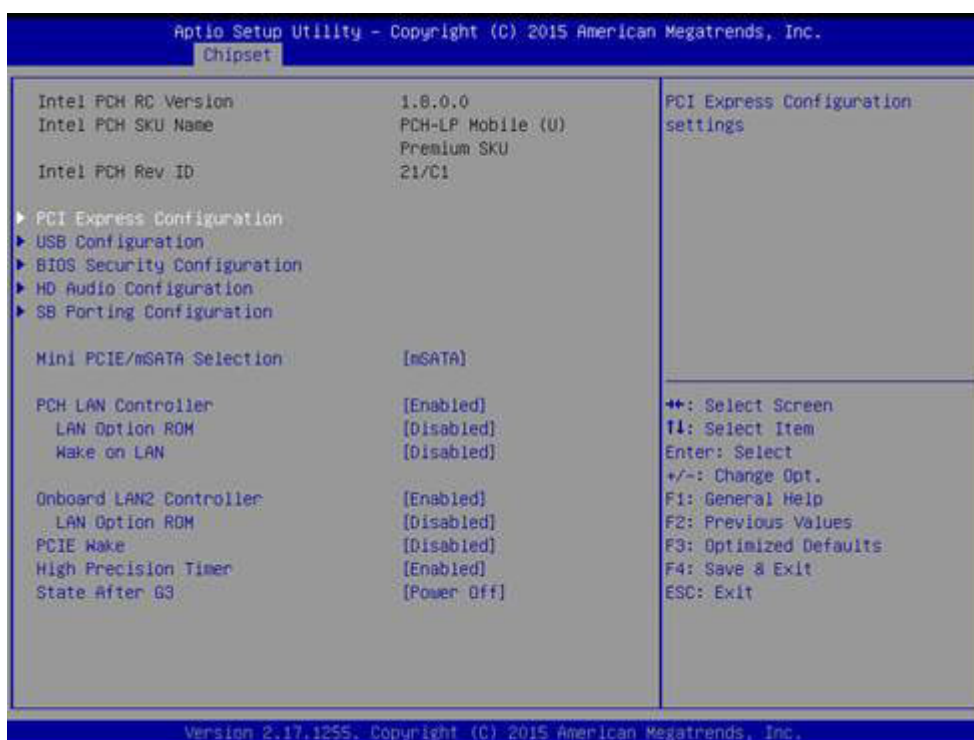 Aptio Setup Utility - Copyright (C) 2015 American Megatrends, Inc.
Chipset
Intel PCH RC Version 1.8.0.0
Intel PCH SKU Name PCH-LP Mobile (U)
Premium SKU
Intel PCH Rev ID 21/C1
PCI Express Configuration
USB Configuration
BIOS Security Configuration
HD Audio Configuration
SB Porting Configuration
Mini PCIE/mSATA Selection [mSATA]
PCH LAN Controller [Enabled]
LAN Option ROM [Disabled]
Wake on LAN [Disabled]
Onboard LAN2 Controller [Enabled]
LAN Option ROM [Disabled]
PCIE Wake [Disabled]
High Precision Timer [Enabled]
State After G3 [Power Off]
PCI Express Configuration
settings
→←: Select Screen
↑↓: Select Item
Enter: Select
+/-: Change Opt.
F1: General Help
F2: Previous Values
F3: Optimized Defaults
F4: Save & Exit
ESC: Exit
Version 2.17.1255. Copyright (C) 2015 American Megatrends, Inc.